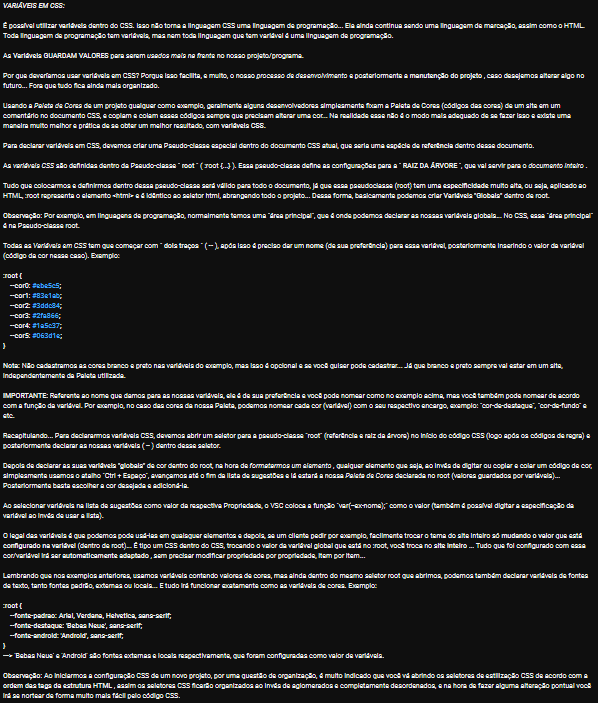 VARIÁVEIS EM CSS:
É possível utilizar variáveis dentro do CSS. Isso não torna a linguagem CSS uma linguagem de programação... Ela ainda continua sendo uma linguagem de marcação, assim como o HTML.
Toda linguagem de programação tem variáveis, mas nem toda linguagem que tem variável é uma linguagem de programação.
As Variáveis GUARDAM VALORES para serem usados mais na frente no nosso projeto/programa.
Por que deveríamos usar variáveis em CSS? Porque isso facilita, e muito, o nosso processo de desenvolvimento e posteriormente a manutenção do projeto , caso desejemos alterar algo no
futuro... Fora que tudo fica ainda mais organizado.
Usando a Paleta de Cores de um projeto qualquer como exemplo, geralmente alguns desenvolvedores simplesmente fixam a Paleta de Cores (códigos das cores) de um site em um
comentário no documento CSS, e copiam e colam esses códigos sempre que precisam alterar uma cor... Na realidade esse não é o modo mais adequado de se fazer isso e existe uma
maneira muito melhor e prática de se obter um melhor resultado, com variáveis CSS.
Para declarar variáveis em CSS, devemos criar uma Pseudo-classe especial dentro do documento CSS atual, que seria uma espécie de referência dentro desse documento.
As variáveis CSS são definidas dentro da Pseudo-classe ¨ root ¨ ( :root {...} ). Essa pseudo-classe define as configurações para a ¨ RAIZ DA ÁRVORE ¨, que vai servir para o documento inteiro .
Tudo que colocarmos e definirmos dentro dessa pseudo-classe será válido para todo o documento, já que essa pseudoclasse (root) tem uma especificidade muito alta, ou seja, aplicado ao
HTML, :root representa o elemento <html> e é idêntico ao seletor html, abrangendo todo o projeto... Dessa forma, basicamente podemos criar Variáveis "Globais" dentro de root.
Observação: Por exemplo, em linguagens de programação, normalmente temos uma ¨área principal¨, que é onde podemos declarar as nossas variáveis globais... No CSS, essa ¨área principal¨
é na Pseudo-classe root.
Todas as Variáveis em CSS tem que começar com ¨ dois traços ¨ ( -- ), após isso é preciso dar um nome (de sua preferência) para essa variável, posteriormente inserindo o valor da variável
(código da cor nesse caso). Exemplo:
:root {
--cor0: #ebe5c5;
--cor1: #83e1ab;
--cor2: #3ddc84;
--cor3: #2fa866;
--cor4: #1a5c37;
--cor5: #063d1e;
}
Nota: Não cadastramos as cores branco e preto nas variáveis do exemplo, mas isso é opcional e se você quiser pode cadastrar... Já que branco e preto sempre vai estar em um site,
independentemente da Paleta utilizada.
IMPORTANTE: Referente ao nome que damos para as nossas variáveis, ele é de sua preferência e você pode nomear como no exemplo acima, mas você também pode nomear de acordo
com a função de variável. Por exemplo, no caso das cores da nossa Paleta, podemos nomear cada cor (variável) com o seu respectivo encargo, exemplo: ¨cor-de-destaque¨, ¨cor-de-fundo¨ e
etc.
Recapitulando... Para declararmos variáveis CSS, devemos abrir um seletor para a pseudo-classe ¨root¨ (referência e raiz da árvore) no início do código CSS (logo após os códigos de regra) e
posteriormente declarar as nossas variáveis ( -- ) dentro desse seletor.
Depois de declarar as suas variáveis "globais" de cor dentro do root, na hora de formatarmos um elemento , qualquer elemento que seja, ao invés de digitar ou copiar e colar um código de cor,
simplesmente usamos o atalho ¨Ctrl + Espaço¨, avançamos até o fim da lista de sugestões e lá estará a nossa Paleta de Cores declarada no root (valores guardados por variáveis)...
Posteriormente basta escolher a cor desejada e adicioná-la.
Ao selecionar variáveis na lista de sugestões como valor da respectiva Propriedade, o VSC coloca a função ¨var(--ex-nome);¨ como o valor (também é possível digitar a especificação da
variável ao invés de usar a lista).
O legal das variáveis é que podemos pode usá-las em quaisquer elementos e depois, se um cliente pedir por exemplo, facilmente trocar o tema do site inteiro só mudando o valor que está
configurado na variável (dentro de root)... É tipo um CSS dentro do CSS, trocando o valor da variável global que está no :root, você troca no site inteiro ... Tudo que foi configurado com essa
cor/variável irá ser automaticamente adaptado , sem precisar modificar propriedade por propriedade, item por item...
Lembrando que nos exemplos anteriores, usamos variáveis contendo valores de cores, mas ainda dentro do mesmo seletor root que abrimos, podemos também declarar variáveis de fontes
de texto, tanto fontes padrão, externas ou locais... E tudo irá funcionar exatamente como as variáveis de cores. Exemplo:
:root {
--fonte-padrao: Ariel, Verdana, Helvetica, sans-serif;
--fonte-destaque: 'Bebas Neue', sans-serif;
--fonte-android: 'Android', sans-serif;
}
---> 'Bebas Neue' e 'Android' são fontes externas e locais respectivamente, que foram configuradas como valor de variáveis.
Observação: Ao iniciarmos a configuração CSS de um novo projeto, por uma questão de organização, é muito indicado que você vá abrindo os seletores de estilização CSS de acordo com a
ordem das tags da estrutura HTML , assim os seletores CSS ficarão organizados ao invés de aglomerados e completamente desordenados, e na hora de fazer alguma alteração pontual você
irá se nortear de forma muito mais fácil pelo código CSS.